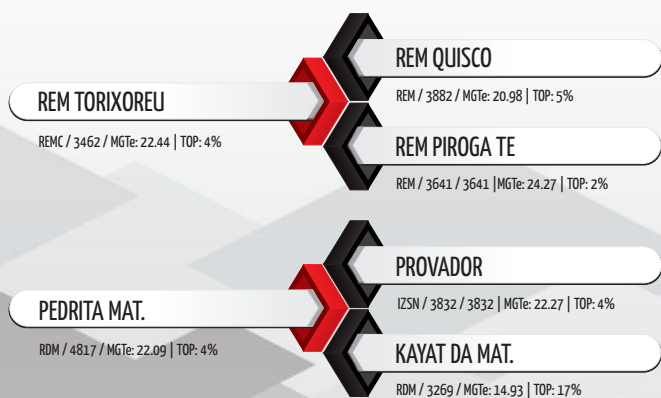 REM QUISCO
REM / 3882 / MGTe: 20.98 | TOP: 5%
REM TORIXOREU
REMC / 3462 / MGTe: 22.44 | TOP: 4%
REM PIROGA TE
REM / 3641 / 3641 |MGTe: 24.27 | TOP: 2%
PROVADOR
IZSN / 3832 / 3832 | MGTe: 22.27 | TOP: 4%
PEDRITA MAT.
RDM / 4817 / MGTe: 22.09 | TOP: 4%
KAYAT DA MAT.
RDM / 3269 / MGTe: 14.93 | TOP: 17%